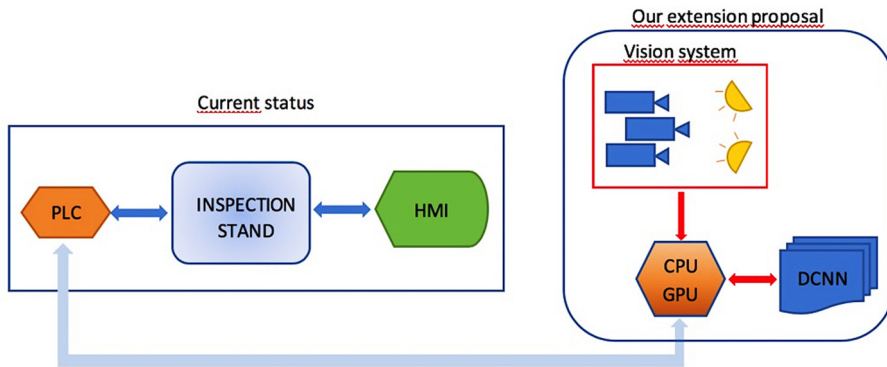 Our extension proposal
Vision system
Current status
PLC
INSPECTION
STAND
HMI
CPU
GPU
DCNN